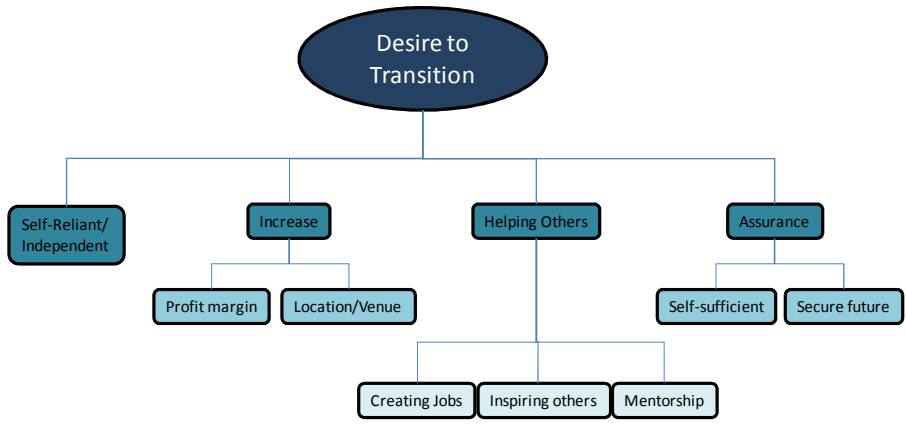 Desire to
Transition
Self-Reliant/
Independent
Increase
Helping Others
Assurance
Profit margin
Location/Venue
Self-sufficient
Secure future
Creating Jobs
Inspiring others
Mentorship